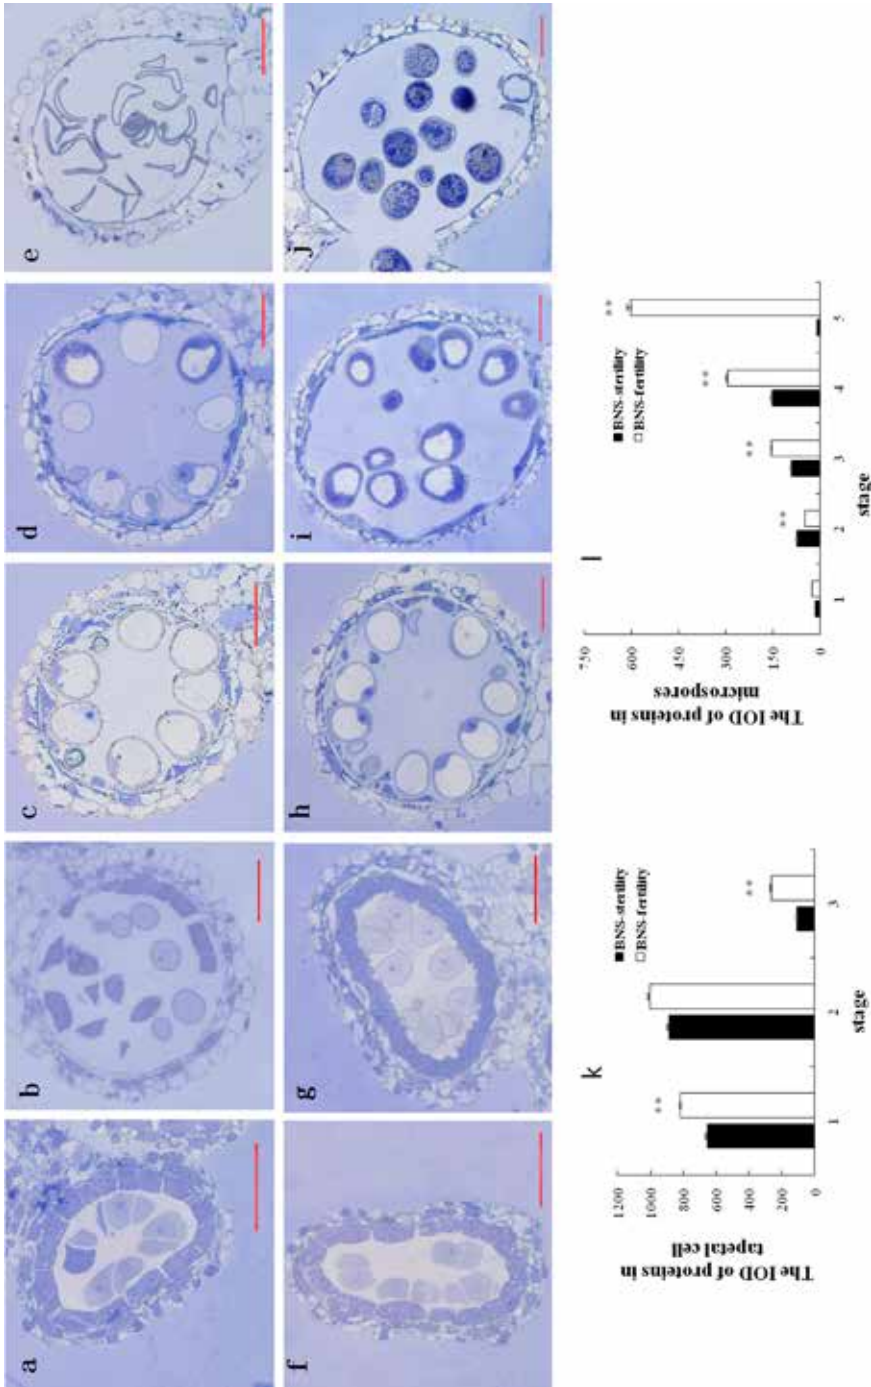 a
b
c
d
e
f
g
h
i
j
k
The IOD of proteins in
tapetal cell
1200
1000
800
600
400
200
0
■BNS-sterility
□BNS-fertility
**
**
1
2
3
stage
l
The IOD of proteins in
microspores
750
600
450
300
150
0
■BNS-sterility
□BNS-fertility
**
**
**
**
1
2
3
4
5
stage